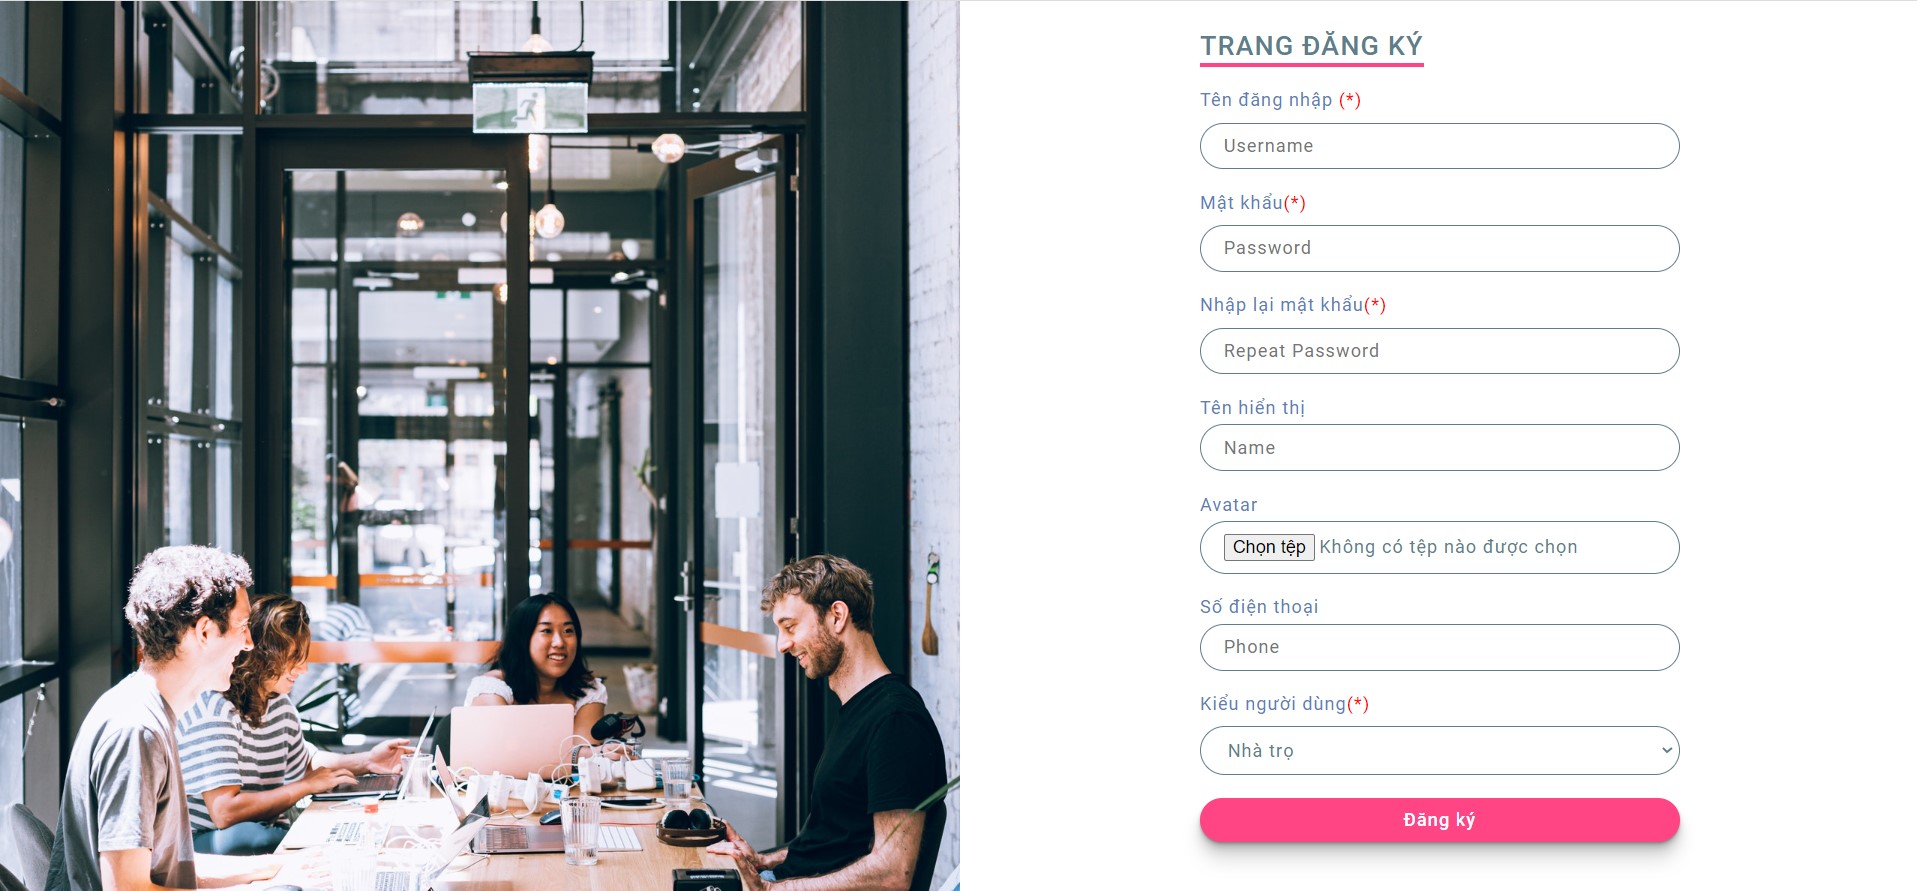 TRANG ĐĂNG KÝ
Tên đăng nhập (*)
Username
Mật khẩu(*)
Password
Nhập lại mật khẩu(*)
Repeat Password
Tên hiển thị
Name
Avatar
Chọn tệp Không có tệp nào được chọn
Số điện thoại
Phone
Kiểu người dùng(*)
Nhà trọ
Đăng ký